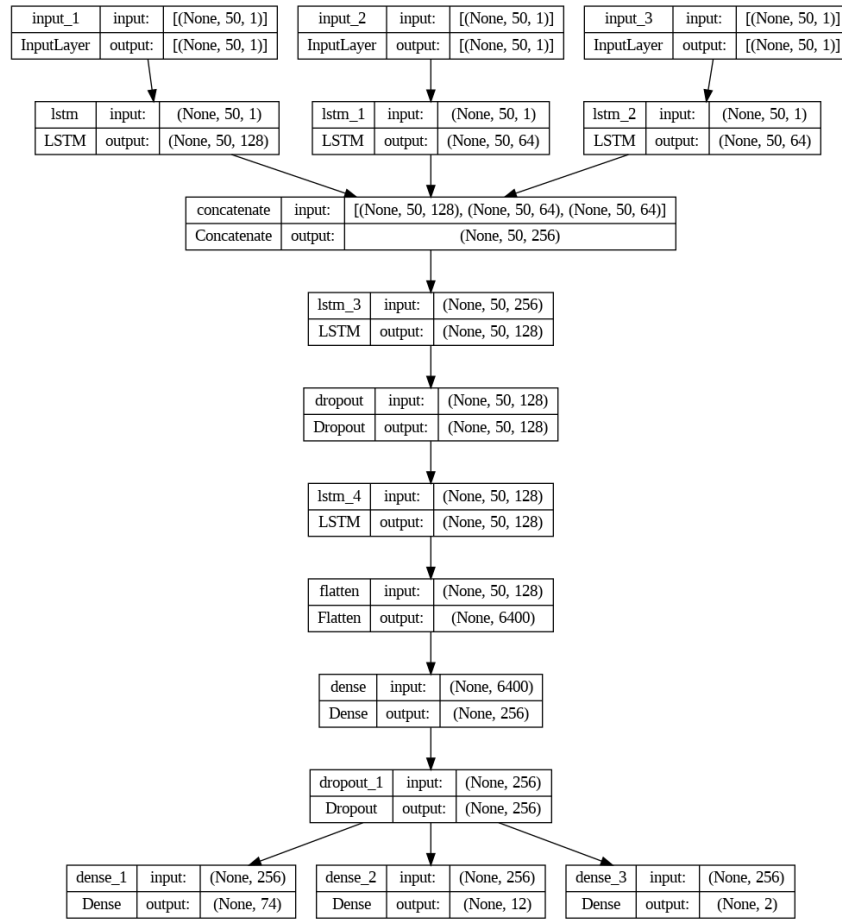 input_1 input: [(None, 50, 1)]
InputLayer output: [(None, 50, 1)]
input_2 input: [(None, 50, 1)]
InputLayer output: [(None, 50, 1)]
input_3 input: [(None, 50, 1)]
InputLayer output: [(None, 50, 1)]
lstm input: (None, 50, 1)
LSTM output: (None, 50, 128)
lstm_1 input: (None, 50, 1)
LSTM output: (None, 50, 64)
lstm_2 input: (None, 50, 1)
LSTM output: (None, 50, 64)
concatenate input: [(None, 50, 128), (None, 50, 64), (None, 50, 64)]
Concatenate output: (None, 50, 256)
lstm_3 input: (None, 50, 256)
LSTM output: (None, 50, 128)
dropout input: (None, 50, 128)
Dropout output: (None, 50, 128)
lstm_4 input: (None, 50, 128)
LSTM output: (None, 50, 128)
flatten input: (None, 50, 128)
Flatten output: (None, 6400)
dense input: (None, 6400)
Dense output: (None, 256)
dropout_1 input: (None, 256)
Dropout output: (None, 256)
dense_1 input: (None, 256)
Dense output: (None, 74)
dense_2 input: (None, 256)
Dense output: (None, 12)
dense_3 input: (None, 256)
Dense output: (None, 2)